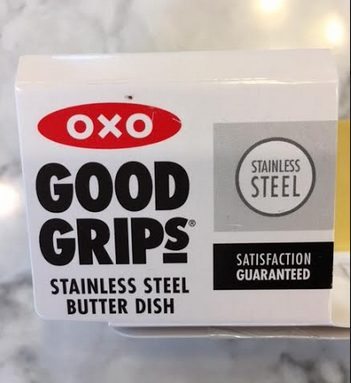 OXO
GOOD
GRIPS®
STAINLESS STEEL
BUTTER DISH
STAINLESS
STEEL
SATISFACTION
GUARANTEED